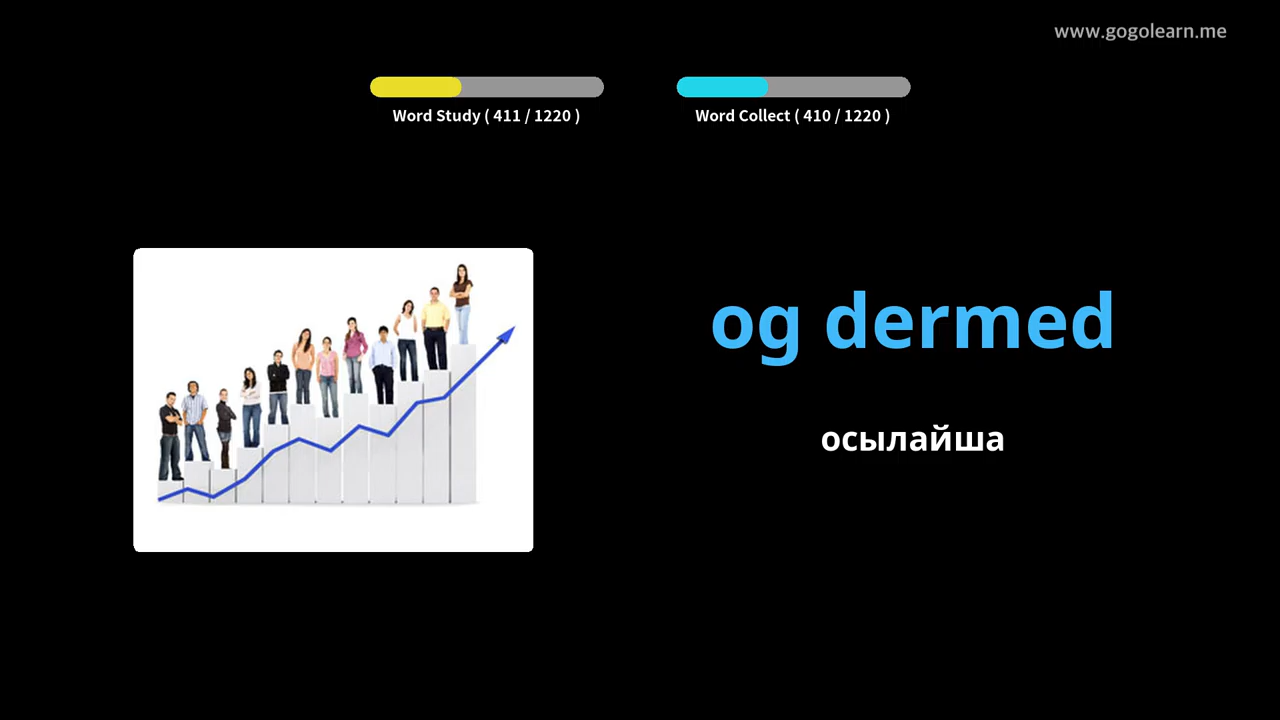 www.gogolearn.me
Word Study ( 411 / 1220 )
Word Collect ( 410 / 1220 )
og dermed
осылайша